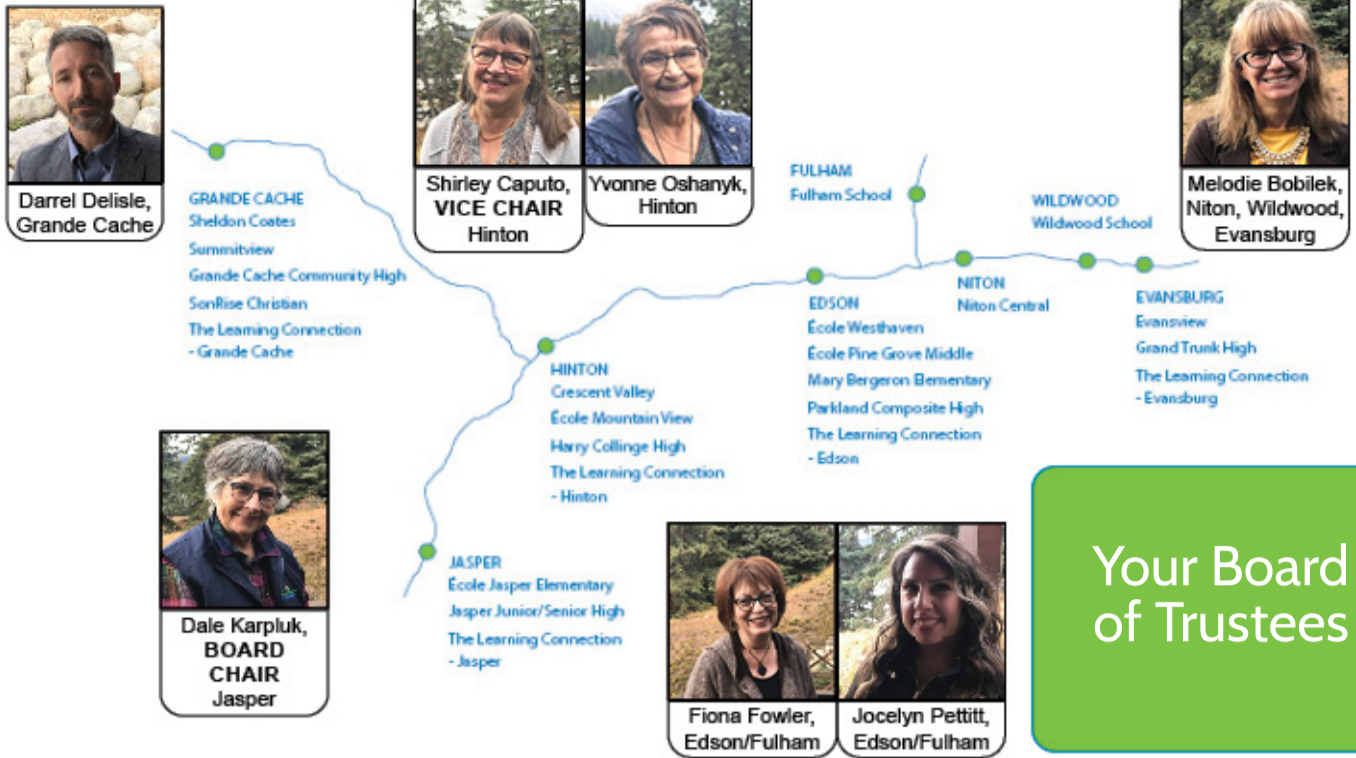 Darrel Delisle,
Grande Cache
Shirley Caputo,
VICE CHAIR
Hinton
Yvonne Oshanyk,
Hinton
Melodie Bobilek,
Niton, Wildwood,
Evansburg
GRANDE CACHE
Sheldon Coates
Summitview
Grande Cache Community High
SonRise Christian
The Learning Connection
- Grande Cache
FULHAM
Fulham School
WILDWOOD
Wildwood School
NITON
Niton Central
EVANSBURG
Evansview
Grand Trunk High
The Learning Connection
- Evansburg
EDSON
École Westhaven
École Pine Grove Middle
Mary Bergeron Elementary
Parkland Composite High
The Learning Connection
- Edson
HINTON
Crescent Valley
École Mountain View
Harry Collinge High
The Learning Connection
- Hinton
JASPER
École Jasper Elementary
Jasper Junior/Senior High
The Learning Connection
- Jasper
Dale Karpluk,
BOARD
CHAIR
Jasper
Fiona Fowler,
Edson/Fulham
Jocelyn Pettitt,
Edson/Fulham
Your Board
of Trustees